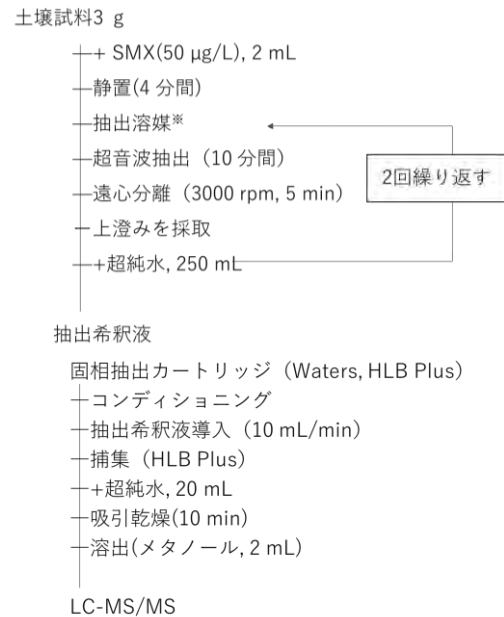 土壌試料3 g
+ SMX(50 μg/L), 2 mL
静置(4 分間)
抽出溶媒※
超音波抽出（10 分間）
遠心分離（3000 rpm, 5 min）
2回繰り返す
上澄みを採取
+超純水, 250 mL
抽出希釈液
固相抽出カートリッジ（Waters, HLB Plus）
コンディショニング
抽出希釈液導入（10 mL/min）
捕集（HLB Plus）
+超純水, 20 mL
吸引乾燥(10 min)
溶出(メタノール, 2 mL)
LC-MS/MS